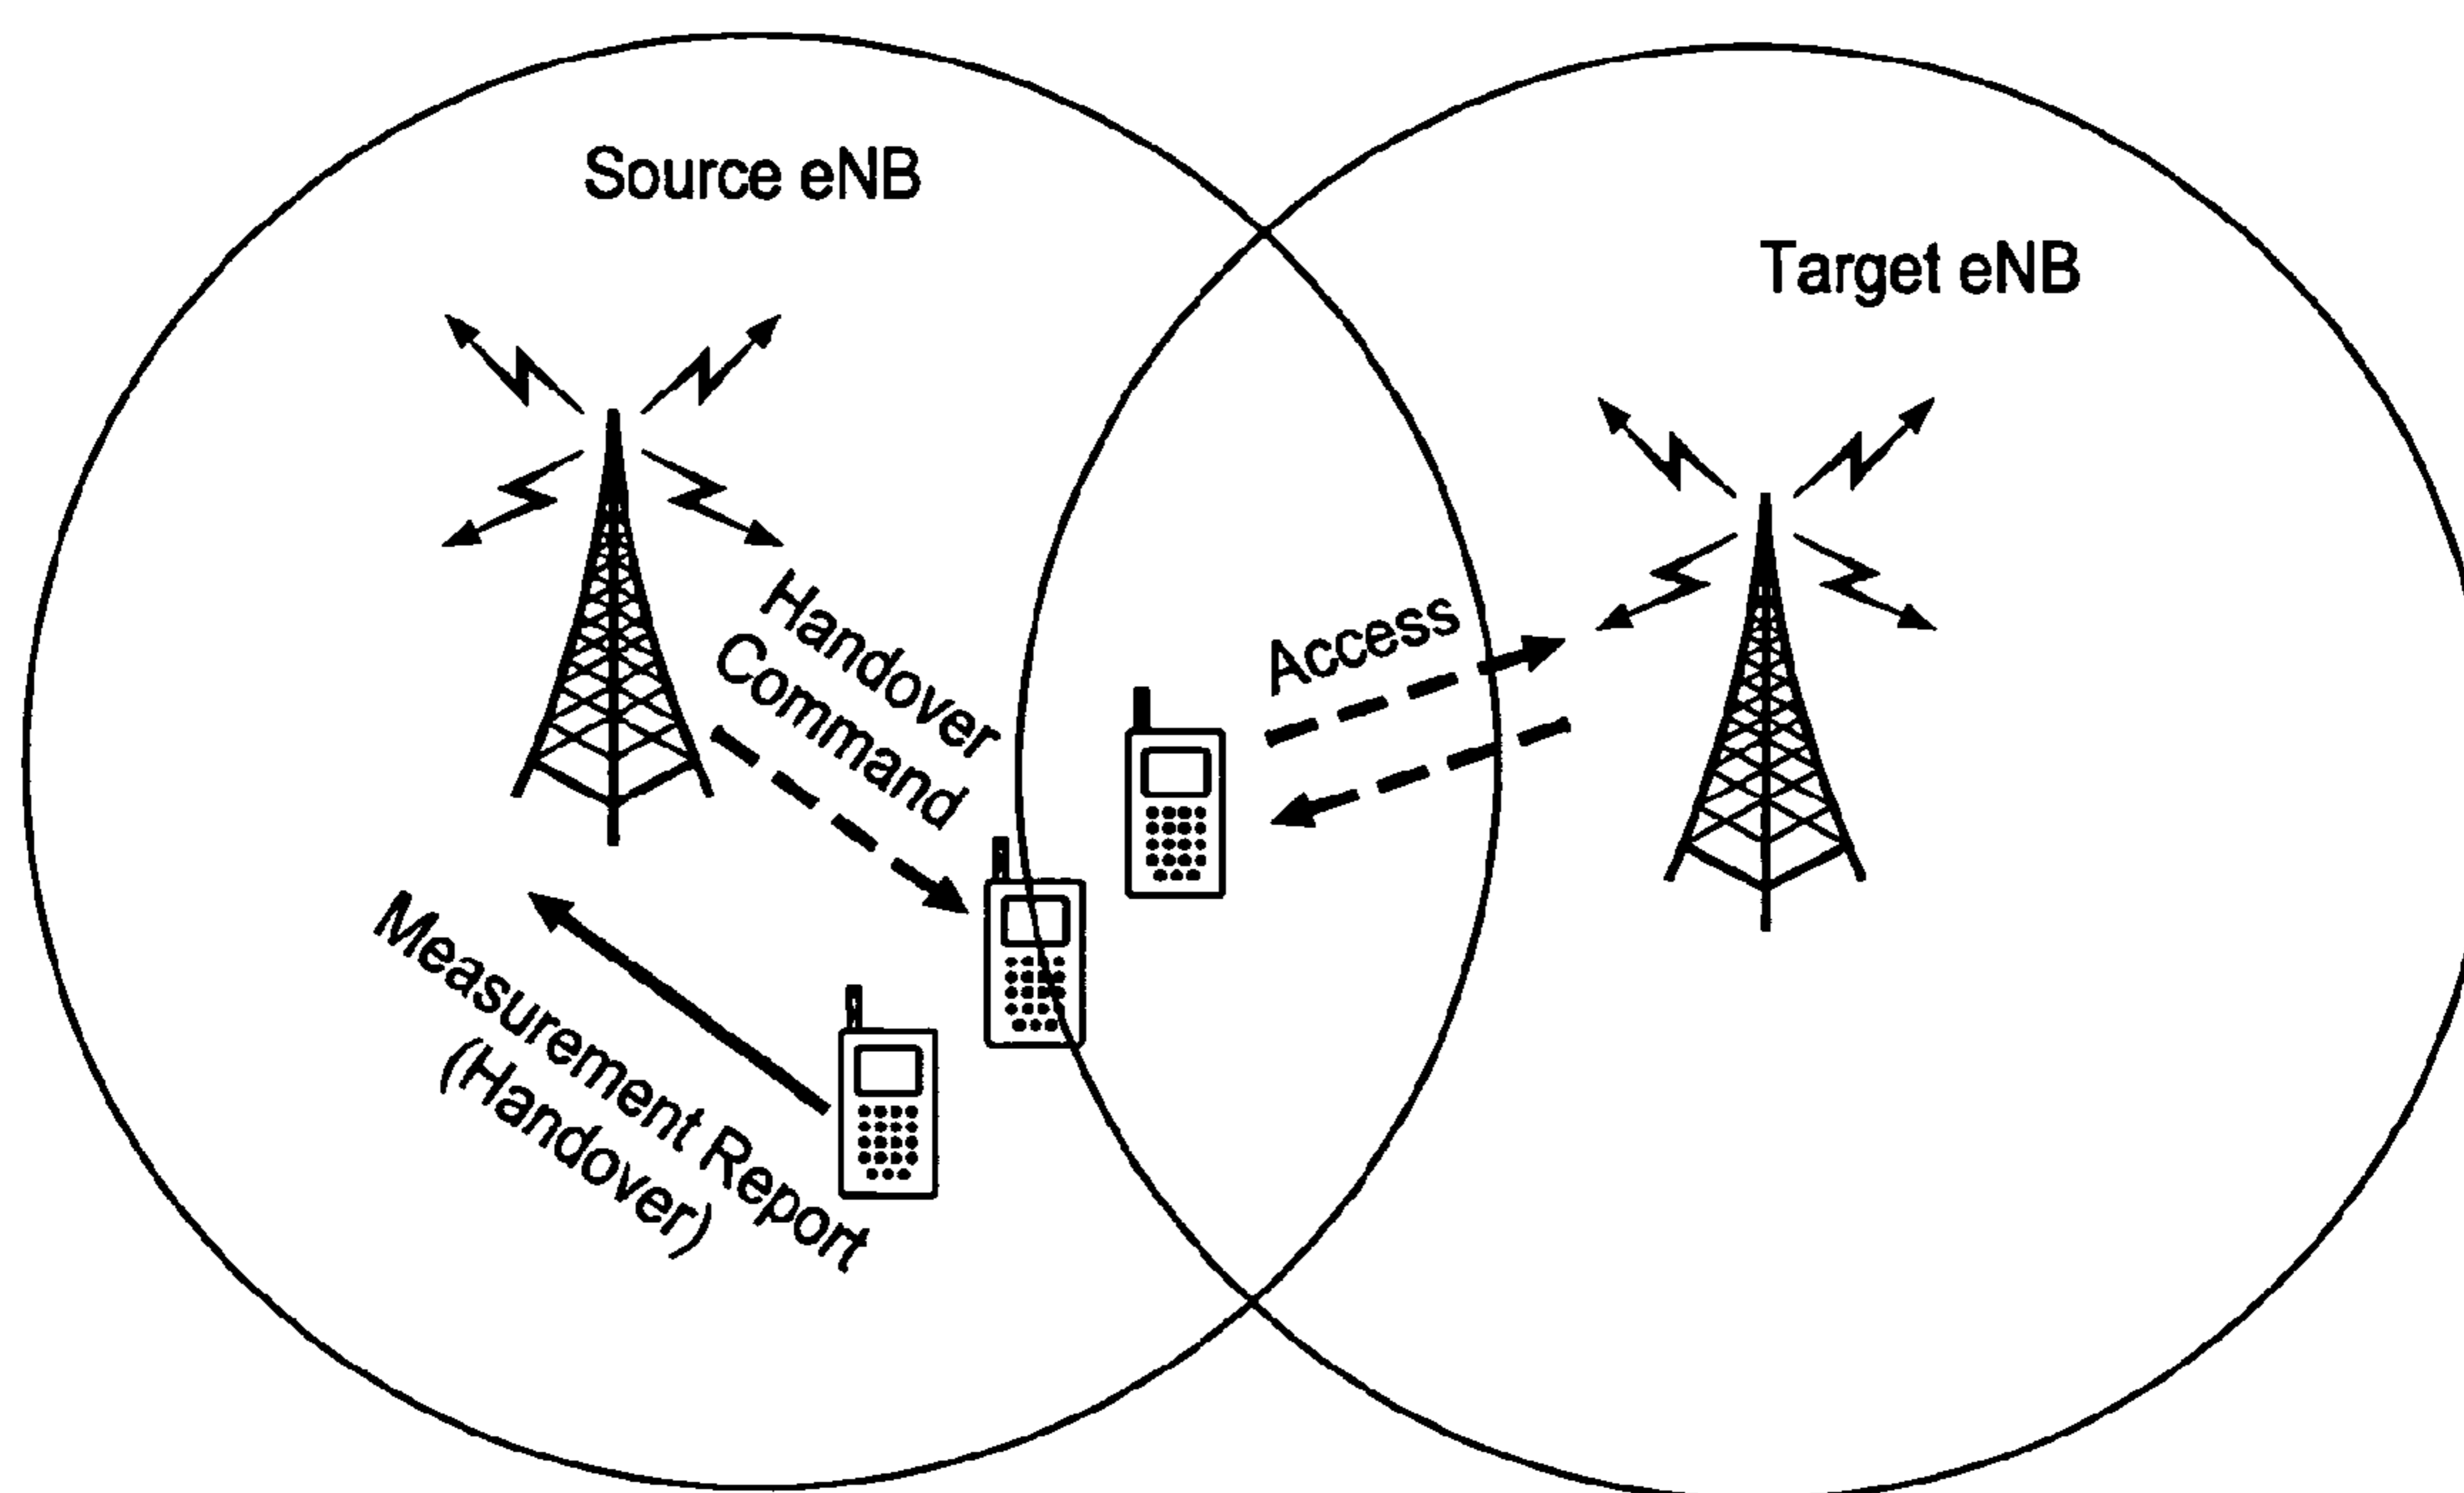 Source eNB
Target eNB
Handover
Command
Access
Measurement Report
(Handover)